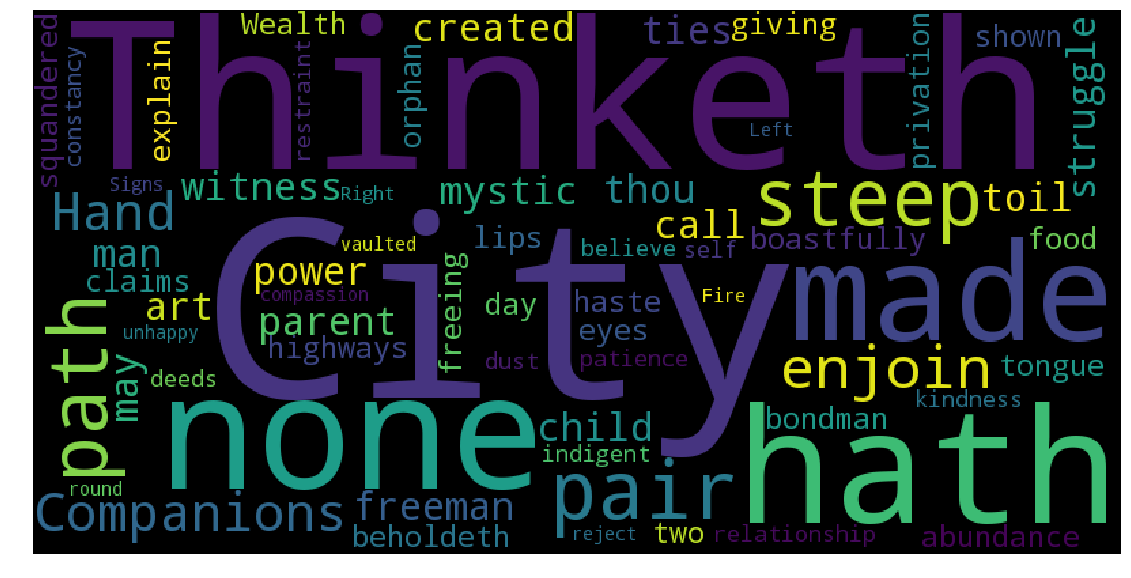 Thinketh
squandered
constancy
Wealth
explain
restraint
orphan
created
ties
giving
privation
shown
struggle
Left
Signs
witness
Right
mystic
thou
steep
toil
Hand
man
claims
vaulted
lips
call
believe
self
boastfully
food
City
made
art
power
compassion
parent
highways
unhappy
freeing
day
haste
eyes
Fire
dust
patience
enjoin
tongue
kindness
path
may
deeds
none
child
indigent
bondman
hath
round
Companions
freeman
beholdeth
pair
reject
two
relationship
abundance